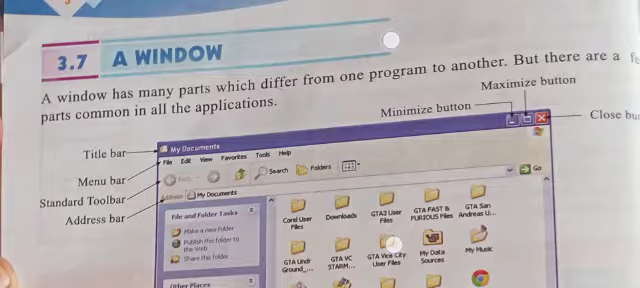 3.7 A WINDOW
A window has many parts which differ from one program to another. But there are a
parts common in all the applications.
Maximize button
Minimize button
Close
Title bar
My Documents
Menu bar
File Edit View Favorites Tools Help
Standard Toolbar
Search Folders
Address bar
Address My Documents Go
File and Folder Tasks
Make a new folder
Publish this folder to
the Web
Share this folder
Other Places
Corel User
Files
Downloads
GTA3 User
Files
GTA FAST &
FURIOUS Files
GTA San
Andreas U...
GTA Undr
Ground_...
GTA VC
STARM...
GTA Vice City
User Files
My Data
Sources
My Music